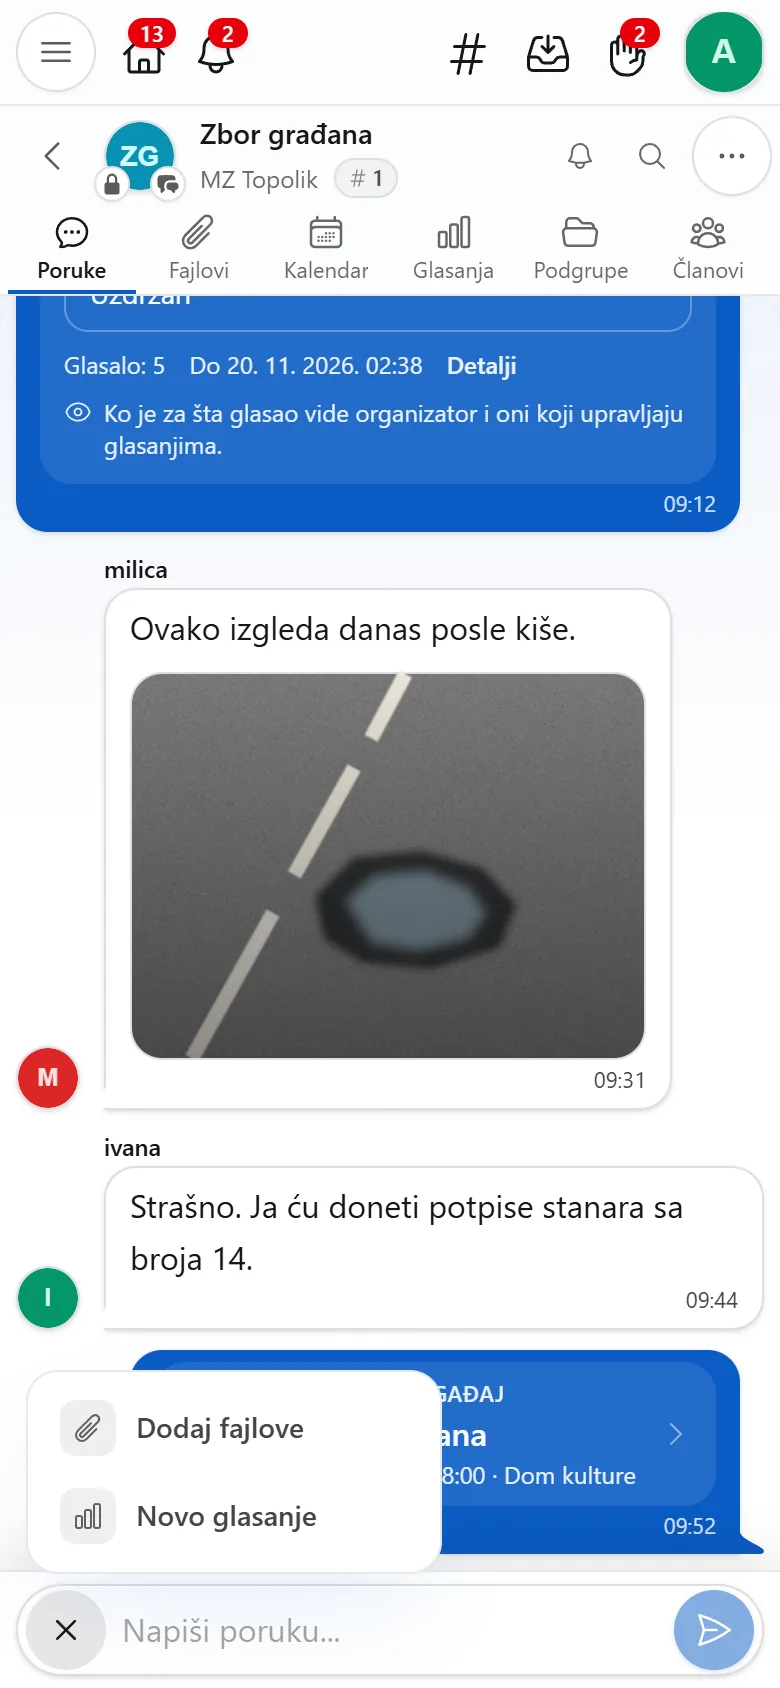 13
2
#
2
A
ZG
Zbor građana
MZ Topolik
# 1
Poruke
Fajlovi
Kalendar
Glasanja
Podgrupe
Članovi
Uzdržan
Glasalo: 5 Do 20. 11. 2026. 02:38 Detalji
Ko je za šta glasao vide organizator i oni koji upravljaju
glasanjima.
09:12
milica
Ovako izgleda danas posle kiše.
09:31
M
ivana
Strašno. Ja ću doneti potpise stanara sa
broja 14.
09:44
I
8:00 · Dom kulture
09:52
Dodaj fajlove
Novo glasanje
Napiši poruku...